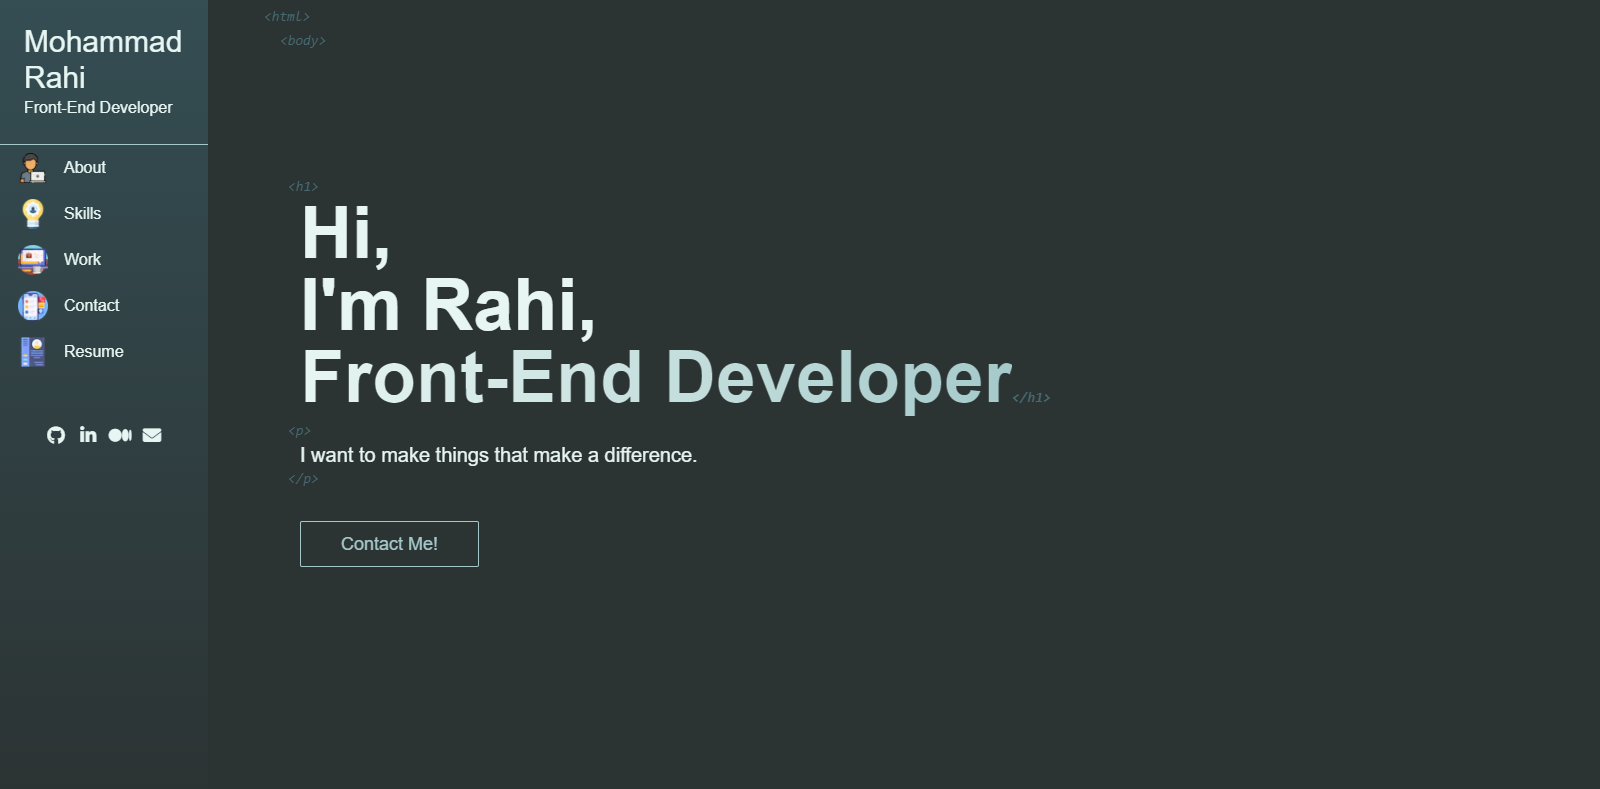 Mohammad
Rahi
Front-End Developer
About
Skills
Work
Contact
Resume
<html>
<body>
<h1>
Hi,
I'm Rahi,
Front-End Developer</h1>
<p>
I want to make things that make a difference.
</p>
Contact Me!